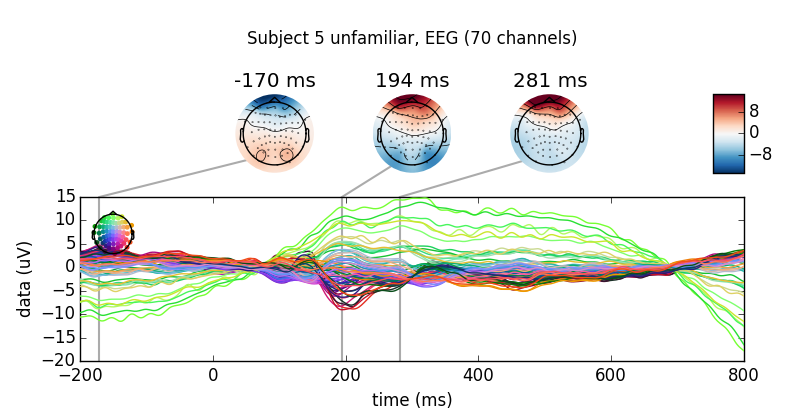 Subject 5 unfamiliar, EEG (70 channels)
-170 ms 194 ms 281 ms
8
0
−8
15
10
5
0
−5
−10
−15
−20
data (uV)
−200 0 200 400 600 800
time (ms)